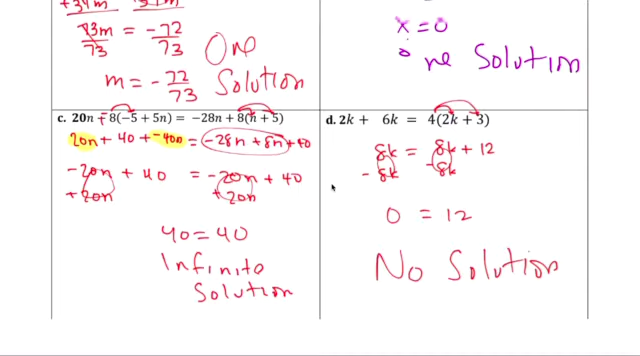 73m = -72
73 73
One
m = -72/73 Solution
x = 0
one Solution
c. 20n - 8(-5 + 5n) = -28n + 8(n + 5)
20n + 40 + -40n = -28n + 8n + 40
-20n + 40 = -20n + 40
+20n +20n
40 = 40
Infinite
Solution
d. 2k + 6k = 4(2k + 3)
8k = 8k + 12
-8k -8k
0 = 12
No Solution